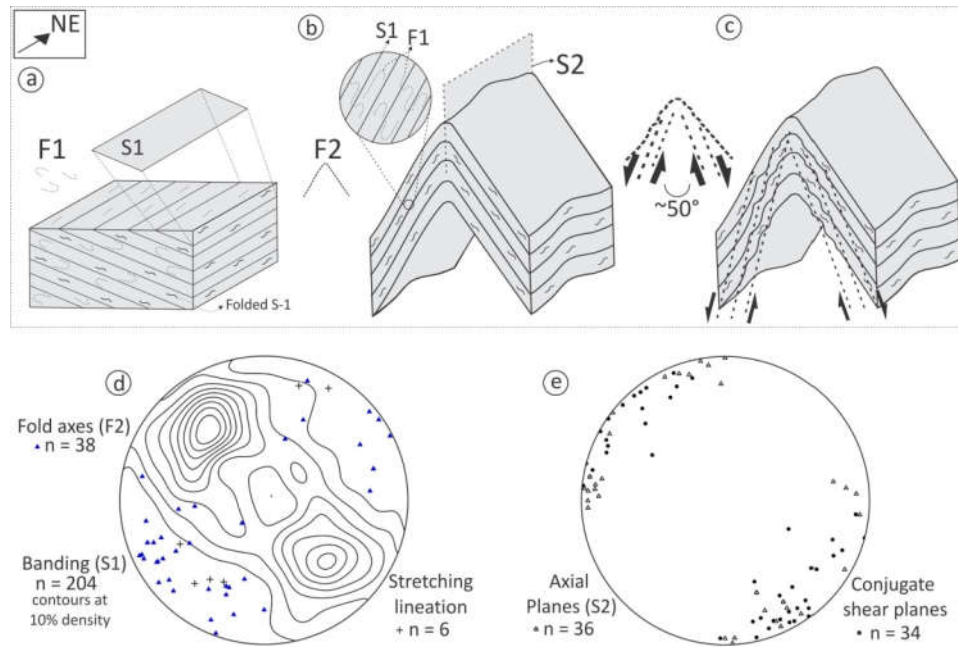 NE
a
F1
S1
Folded S-1
b
S1
F1
F2
S2
c
~50°
d
Fold axes (F2)
n = 38
Banding (S1)
n = 204
contours at
10% density
Stretching
lineation
+ n = 6
e
Axial
Planes (S2)
n = 36
Conjugate
shear planes
n = 34